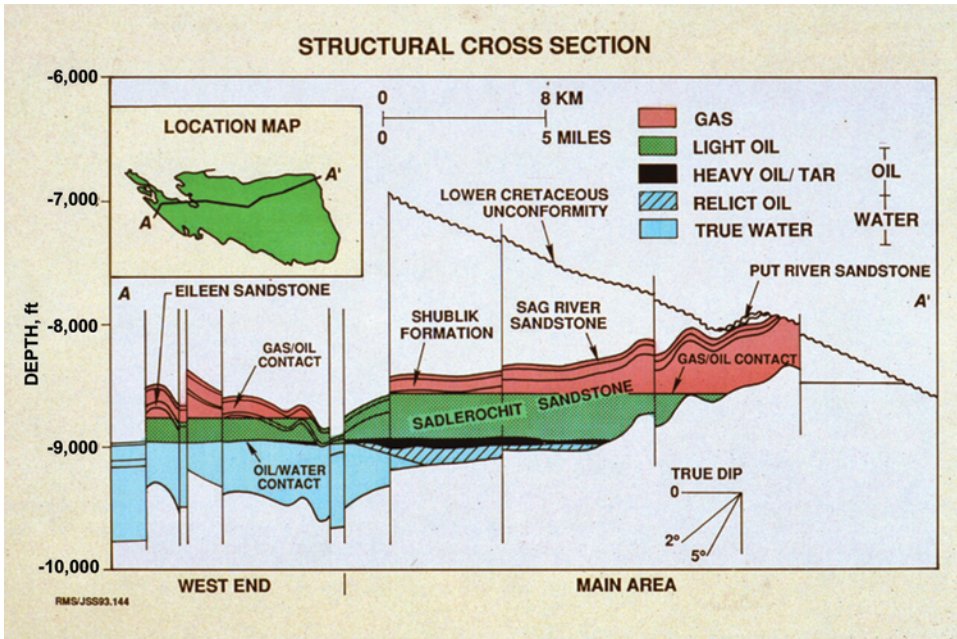 STRUCTURAL CROSS SECTION
-6,000
-7,000
-8,000
-9,000
-10,000
DEPTH, ft
LOCATION MAP
A
A'
0 8 KM
0 5 MILES
GAS
LIGHT OIL
HEAVY OIL/ TAR
RELICT OIL
TRUE WATER
OIL
WATER
LOWER CRETACEOUS
UNCONFORMITY
PUT RIVER SANDSTONE
A
A'
EILEEN SANDSTONE
GAS/OIL
CONTACT
SHUBLIK
FORMATION
SAG RIVER
SANDSTONE
GAS/OIL CONTACT
SADLEROCHIT SANDSTONE
OIL/WATER
CONTACT
TRUE DIP
0
2°
5°
WEST END
MAIN AREA
RMS/JSS93.144